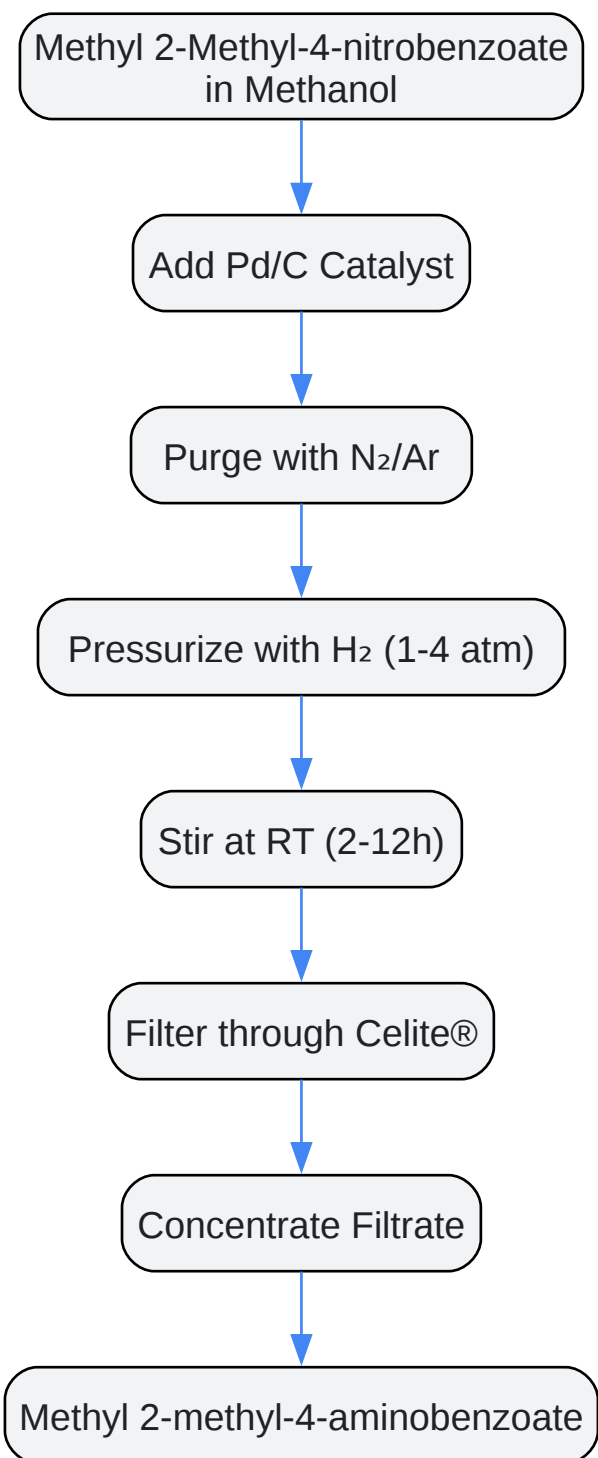 Methyl 2-Methyl-4-nitrobenzoate
in Methanol
Add Pd/C Catalyst
Purge with N₂/Ar
Pressurize with H₂ (1-4 atm)
Stir at RT (2-12h)
Filter through Celite®
Concentrate Filtrate
Methyl 2-methyl-4-aminobenzoate